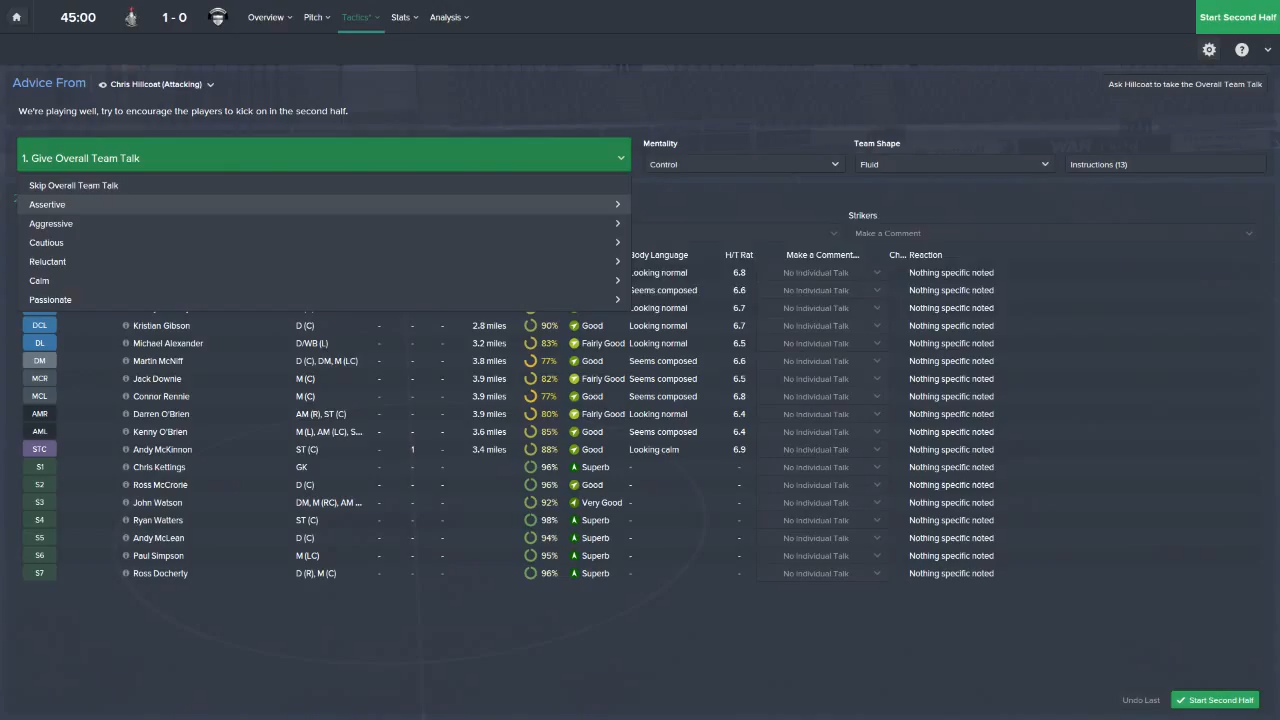 45:00 1 - 0 Overview Pitch Tactics* Stats Analysis Start Second Half
Advice From Chris Hillcoat (Attacking) Ask Hillcoat to take the Overall Team Talk
We're playing well, try to encourage the players to kick on in the second half.
1. Give Overall Team Talk
Mentality Team Shape
Control Fluid Instructions (13)
Skip Overall Team Talk
Assertive
Aggressive
Cautious
Reluctant
Calm
Passionate
Strikers
Make a Comment
Body Language H/T Rat Make a Comment... Ch... Reaction
Looking normal 6.8 No Individual Talk Nothing specific noted
Seems composed 6.6 No Individual Talk Nothing specific noted
Looking normal 6.7 No Individual Talk Nothing specific noted
DCL Kristian Gibson D (C) - - - 2.8 miles 90% Good Looking normal 6.7 No Individual Talk Nothing specific noted
DL Michael Alexander D/WB (L) - - - 3.2 miles 83% Fairly Good Looking normal 6.5 No Individual Talk Nothing specific noted
DM Martin McNiff D (C), DM, M (LC) - - - 3.8 miles 77% Good Seems composed 6.6 No Individual Talk Nothing specific noted
MCR Jack Downie M (C) - - - 3.9 miles 82% Fairly Good Seems composed 6.5 No Individual Talk Nothing specific noted
MCL Connor Rennie M (C) - - - 3.9 miles 77% Good Seems composed 6.8 No Individual Talk Nothing specific noted
AMR Darren O'Brien AM (R), ST (C) - - - 3.9 miles 80% Fairly Good Looking normal 6.4 No Individual Talk Nothing specific noted
AML Kenny O'Brien M (L), AM (LC), S... - - - 3.6 miles 85% Good Seems composed 6.4 No Individual Talk Nothing specific noted
STC Andy McKinnon ST (C) - 1 - 3.4 miles 88% Good Looking calm 6.9 No Individual Talk Nothing specific noted
S1 Chris Kettings GK - - - 96% Superb - - No Individual Talk Nothing specific noted
S2 Ross McCrorie D (C) - - - 96% Good - - No Individual Talk Nothing specific noted
S3 John Watson DM, M (RC), AM ... - - - 92% Very Good - - No Individual Talk Nothing specific noted
S4 Ryan Watters ST (C) - - - 98% Superb - - No Individual Talk Nothing specific noted
S5 Andy McLean D (C) - - - 94% Superb - - No Individual Talk Nothing specific noted
S6 Paul Simpson M (LC) - - - 95% Superb - - No Individual Talk Nothing specific noted
S7 Ross Docherty D (R), M (C) - - - 96% Superb - - No Individual Talk Nothing specific noted
Undo Last Start Second Half